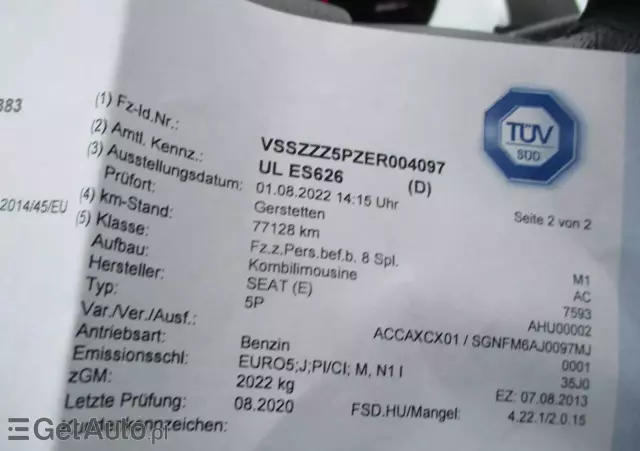 383
2014/45/EU
TÜV
SÜD
Seite 2 von 2
(1) Fz-Id.Nr.: VSSZZZ5PZER004097
(2) Amtl. Kennz.: UL ES626 (D)
(3) Ausstellungsdatum: 01.08.2022 14:15 Uhr
Prüfort: Gerstetten
(4) km-Stand: 77128 km
(5) Klasse: Fz.z.Pers.bef.b. 8 Spl. M1
Aufbau: Kombilimousine AC
Hersteller: SEAT (E) 7593
Typ: 5P AHU00002
Var./Ver./Ausf.: ACCAXCX01 / SGNFM6AJ0097MJ
Antriebsart: Benzin 0001
Emissionsschl: EURO5;J;PI/CI; M, N1 I 35J0
zGM: 2022 kg EZ: 07.08.2013
Letzte Prüfung: 08.2020 FSD.HU/Mangel: 4.22.1/2.0.15
Kundenkennzeichen:
GetAuto.pl